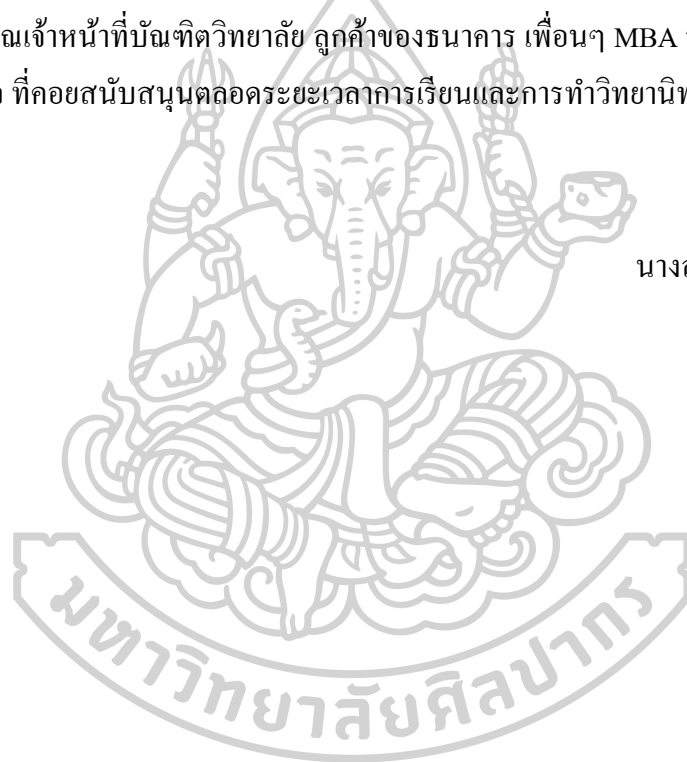 ณเจ้าหน้าที่บัณฑิตวิทยาลัย ลูกค้าของธนาคาร เพื่อนๆ MBA
ที่คอยสนับสนุนตลอดระยะเวลาการเรียนและการทำวิทยานิ
นาง
มหาวิทยาลัยศิลปากร